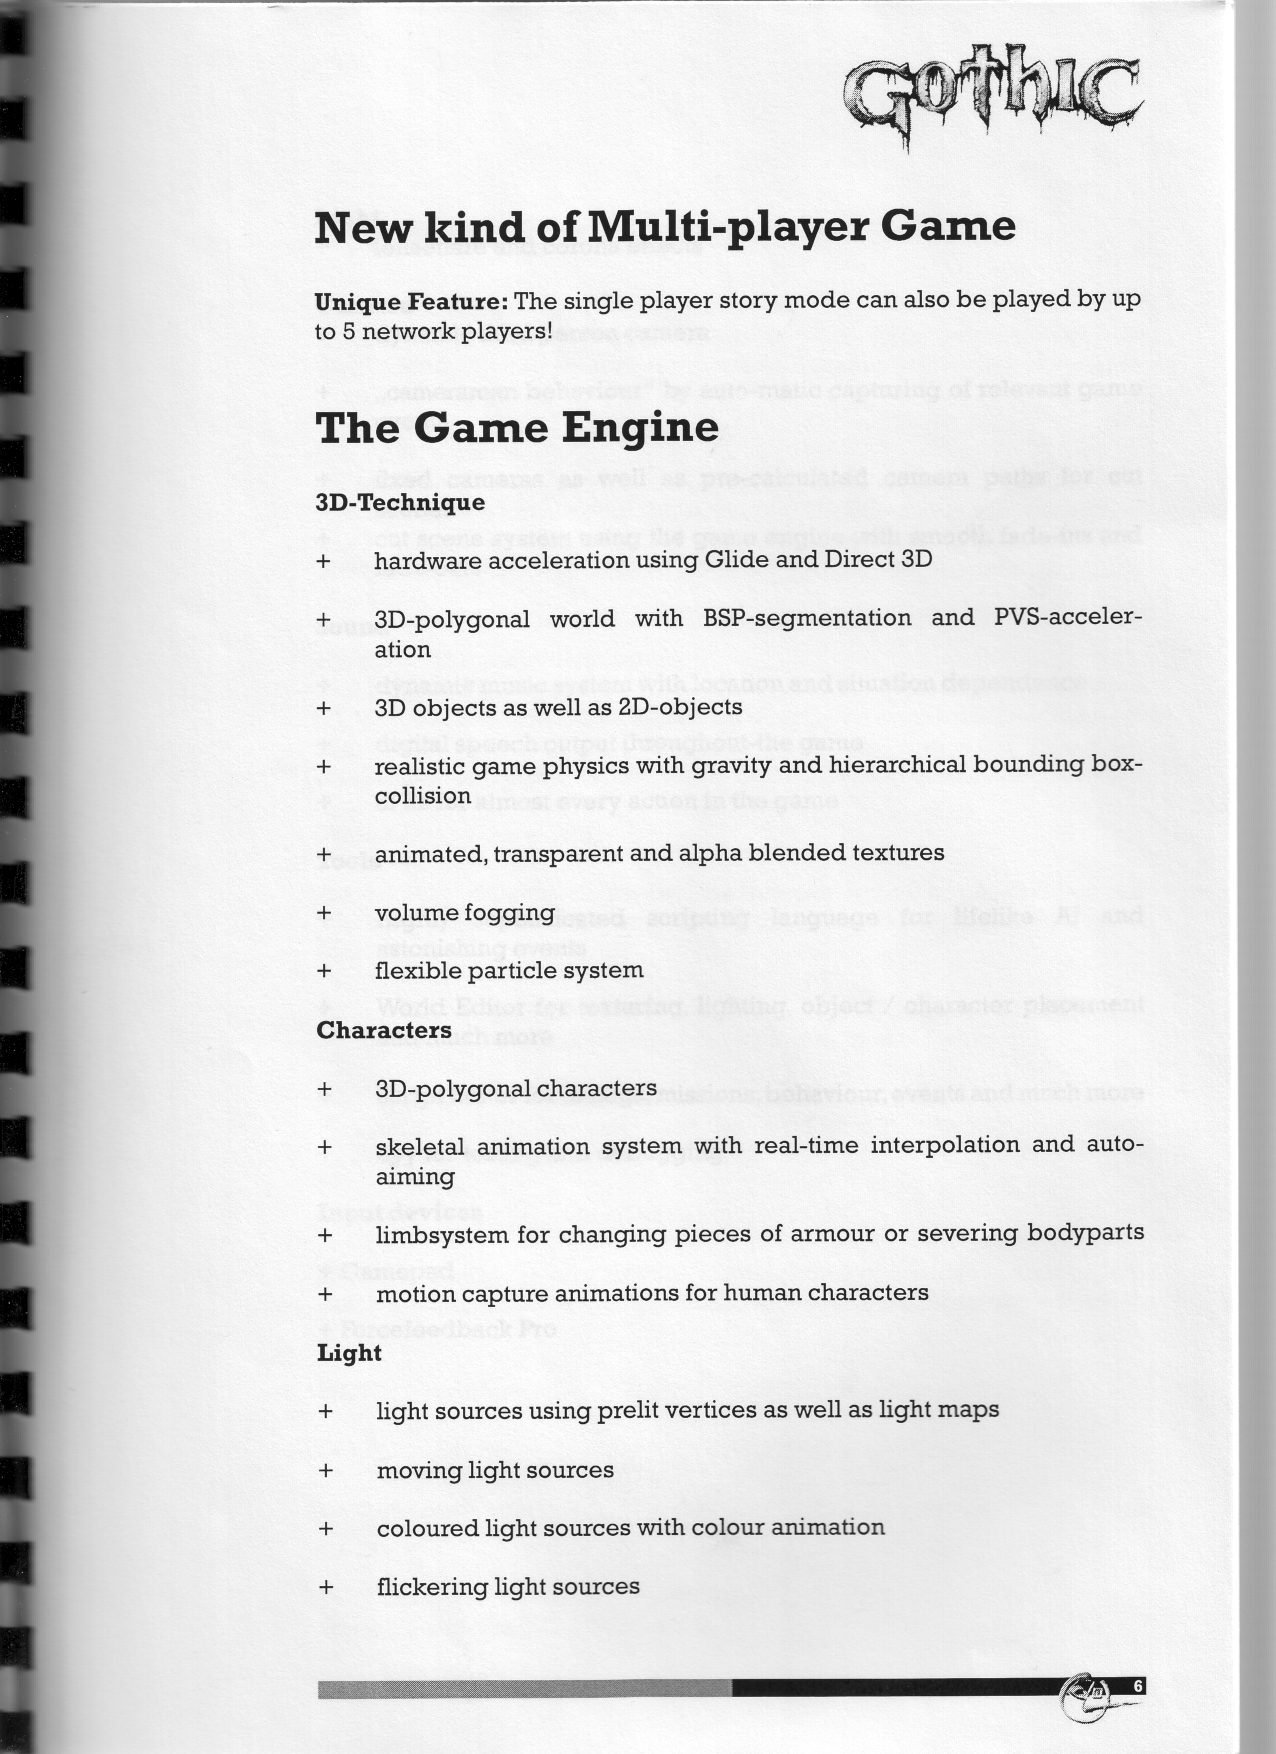 GOTHIC
New kind of Multi-player Game
Unique Feature: The single player story mode can also be played by up
to 5 network players!
The Game Engine
3D-Technique
+ hardware acceleration using Glide and Direct 3D
+ 3D-polygonal world with BSP-segmentation and PVS-acceler-
ation
+ 3D objects as well as 2D-objects
+ realistic game physics with gravity and hierarchical bounding box-
collision
+ animated, transparent and alpha blended textures
+ volume fogging
+ flexible particle system
Characters
+ 3D-polygonal characters
+ skeletal animation system with real-time interpolation and auto-
aiming
+ limbsystem for changing pieces of armour or severing bodyparts
+ motion capture animations for human characters
Light
+ light sources using prelit vertices as well as light maps
+ moving light sources
+ coloured light sources with colour animation
+ flickering light sources
6